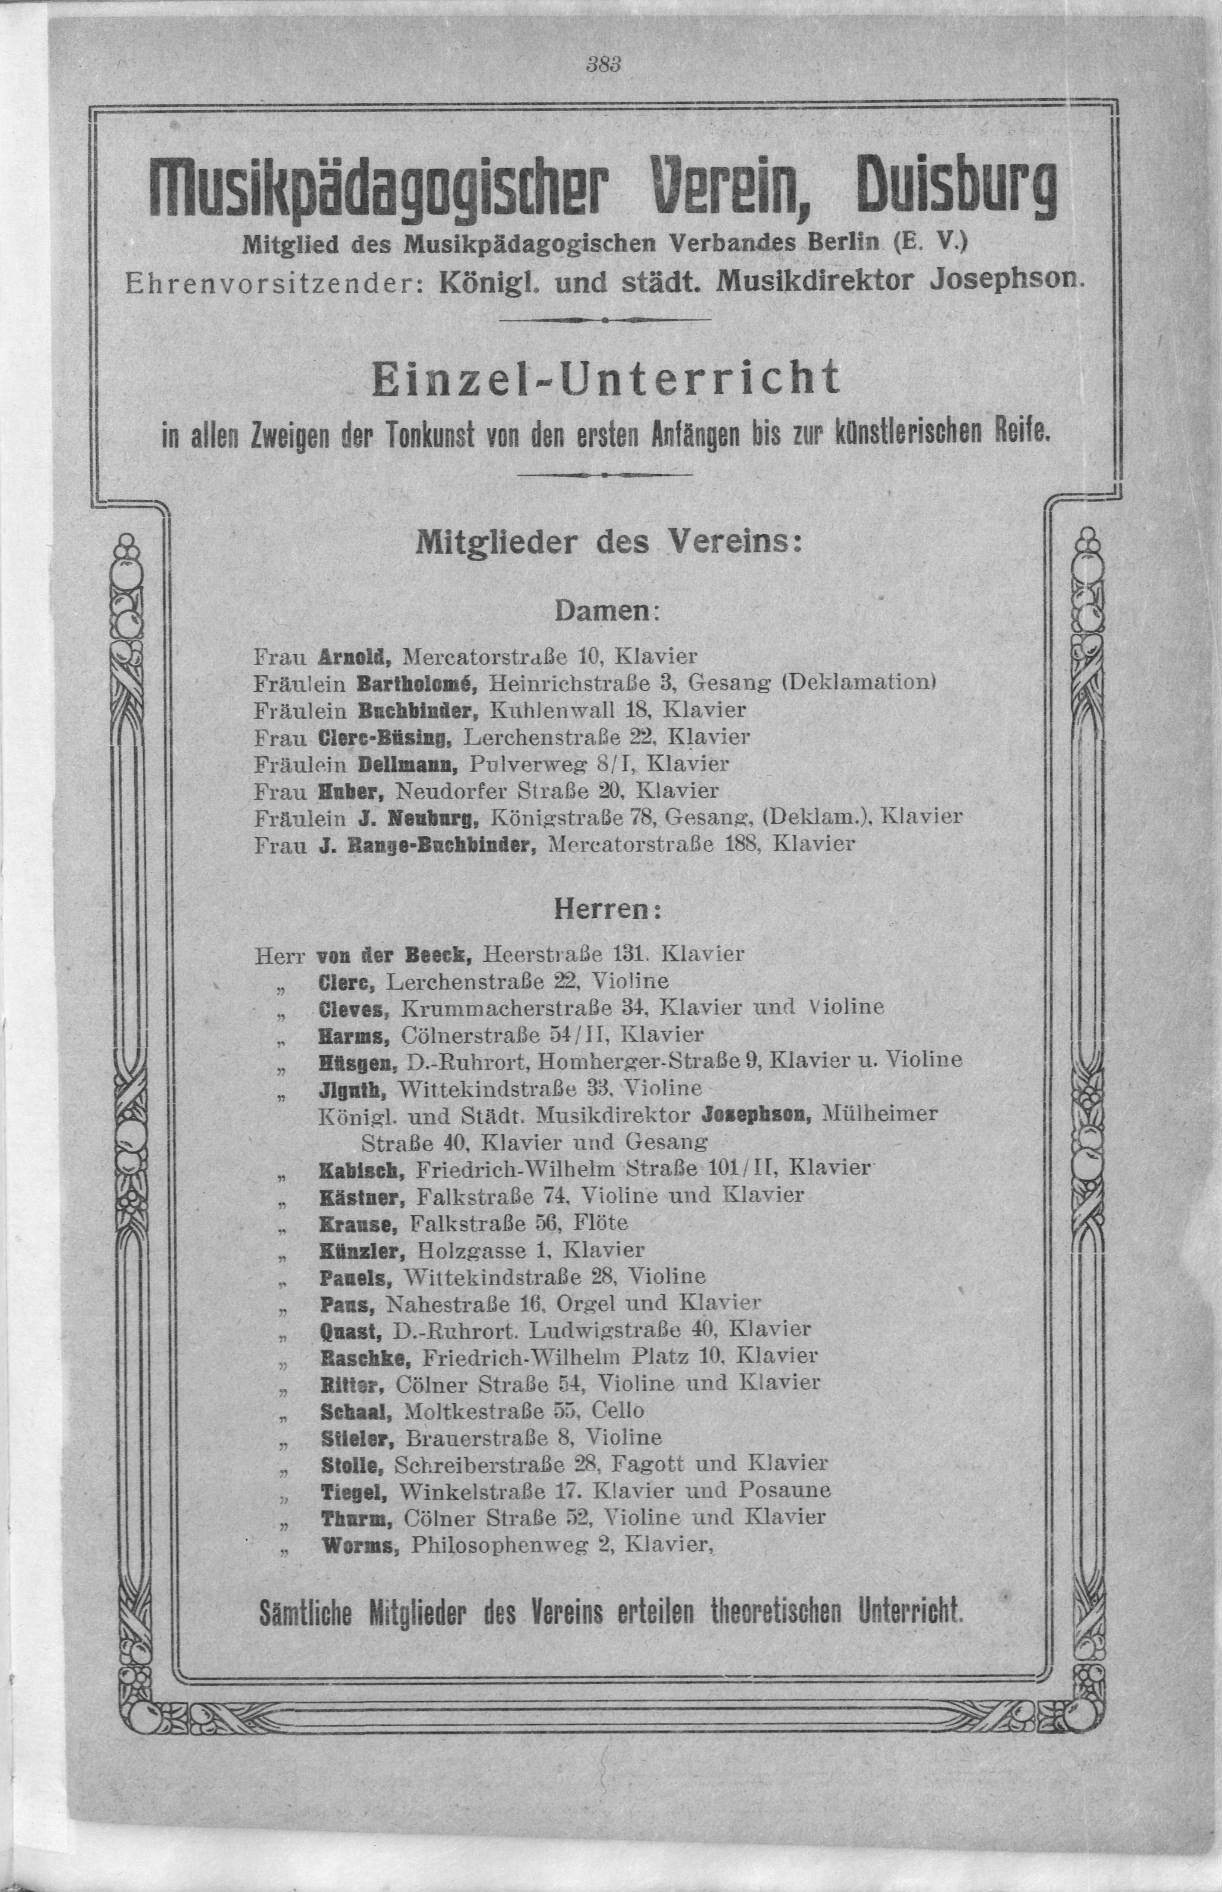 383
Musikpädagogischer Verein, Duisburg
Mitglied des Musikpädagogischen Verbandes Berlin (E. V.)
Ehrenvorsitzender: Königl. und städt. Musikdirektor Josephson.
Einzel-Unterricht
in allen Zweigen der Tonkunst von den ersten Anfängen bis zur künstlerischen Reife.
Mitglieder des Vereins:
Damen:
Frau Arnold, Mercatorstraße 10, Klavier
Fräulein Bartholomé, Heinrichstraße 3, Gesang (Deklamation)
Fräulein Buchbinder, Kuhlenwall 18, Klavier
Frau Clerc-Büsing, Lerchenstraße 22, Klavier
Fräulein Dellmann, Pulverweg 8/I, Klavier
Frau Huber, Neudorfer Straße 20, Klavier
Fräulein J. Neuburg, Königstraße 78, Gesang, (Deklam.), Klavier
Frau J. Range-Buchbinder, Mercatorstraße 188, Klavier
Herren:
Herr von der Beeck, Heerstraße 131. Klavier
„ Clerc, Lerchenstraße 22, Violine
„ Cleves, Krummacherstraße 34, Klavier und Violine
„ Harms, Cölnerstraße 54/II, Klavier
„ Hüsgen, D.-Ruhrort, Homberger-Straße 9, Klavier u. Violine
„ Jlguth, Wittekindstraße 33, Violine
Königl. und Städt. Musikdirektor Josephson, Mülheimer
Straße 40, Klavier und Gesang
„ Kabisch, Friedrich-Wilhelm Straße 101/II, Klavier
„ Kästner, Falkstraße 74, Violine und Klavier
„ Krause, Falkstraße 56, Flöte
„ Künzler, Holzgasse 1, Klavier
„ Pauels, Wittekindstraße 28, Violine
„ Paus, Nahestraße 16, Orgel und Klavier
„ Quast, D.-Ruhrort. Ludwigstraße 40, Klavier
„ Raschke, Friedrich-Wilhelm Platz 10, Klavier
„ Ritter, Cölner Straße 54, Violine und Klavier
„ Schaal, Moltkestraße 55, Cello
„ Stieler, Brauerstraße 8, Violine
„ Stolle, Schreiberstraße 28, Fagott und Klavier
„ Tiegel, Winkelstraße 17. Klavier und Posaune
„ Thurm, Cölner Straße 52, Violine und Klavier
„ Worms, Philosophenweg 2, Klavier,
Sämtliche Mitglieder des Vereins erteilen theoretischen Unterricht.